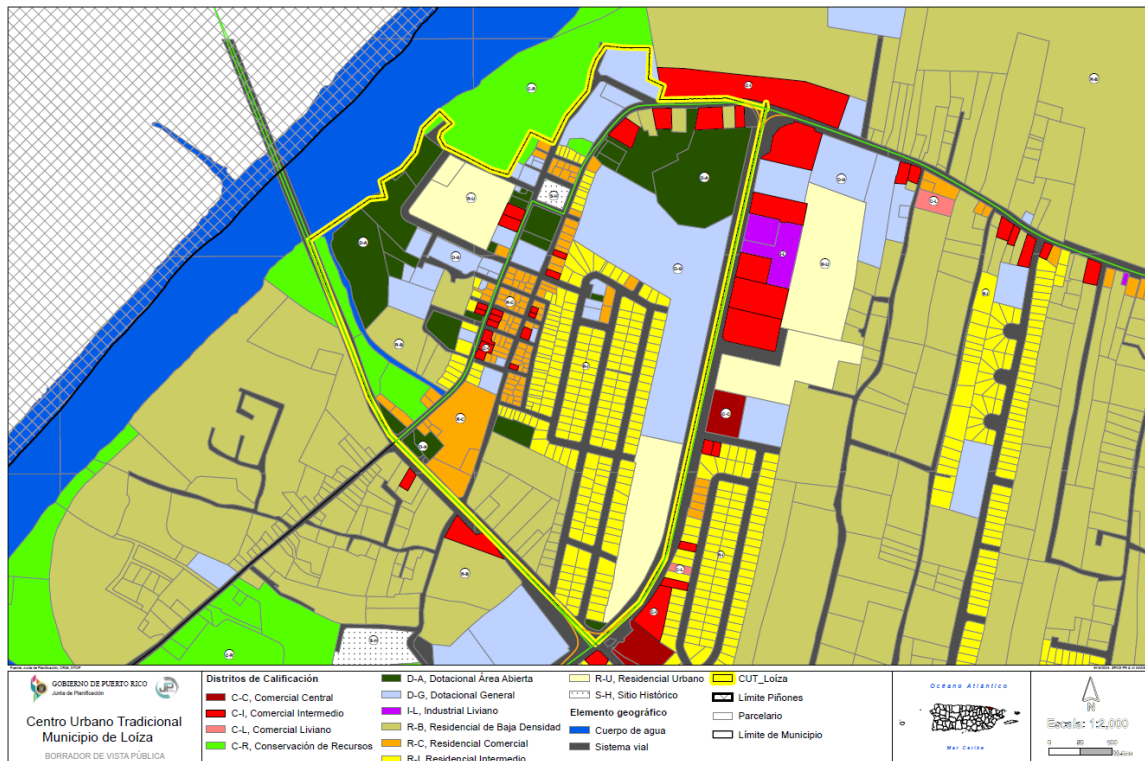 C-R
C-I
R-B
D-A
D-G
C-L
S-H
R-U
I-L
D-A
D-G
D-G
R-U
R-C
R-B
R-I
R-I
R-C
C-C
D-A
R-I
C-L
R-B
C-I
S-H
C-R
GOBIERNO DE PUERTO RICO
Junta de Planificación
JP
Centro Urbano Tradicional
Municipio de Loíza
BORRADOR DE VISTA PÚBLICA
Distritos de Calificación
C-C, Comercial Central
C-I, Comercial Intermedio
C-L, Comercial Liviano
C-R, Conservación de Recursos
D-A, Dotacional Área Abierta
D-G, Dotacional General
I-L, Industrial Liviano
R-B, Residencial de Baja Densidad
R-C, Residencial Comercial
R-I, Residencial Intermedio
R-U, Residencial Urbano
S-H, Sitio Histórico
Elemento geográfico
Cuerpo de agua
Sistema vial
CUT_Loíza
Límite Piñones
Parcelario
Límite de Municipio
Océano Atlántico
Mar Caribe
N
Escala: 1:2,000